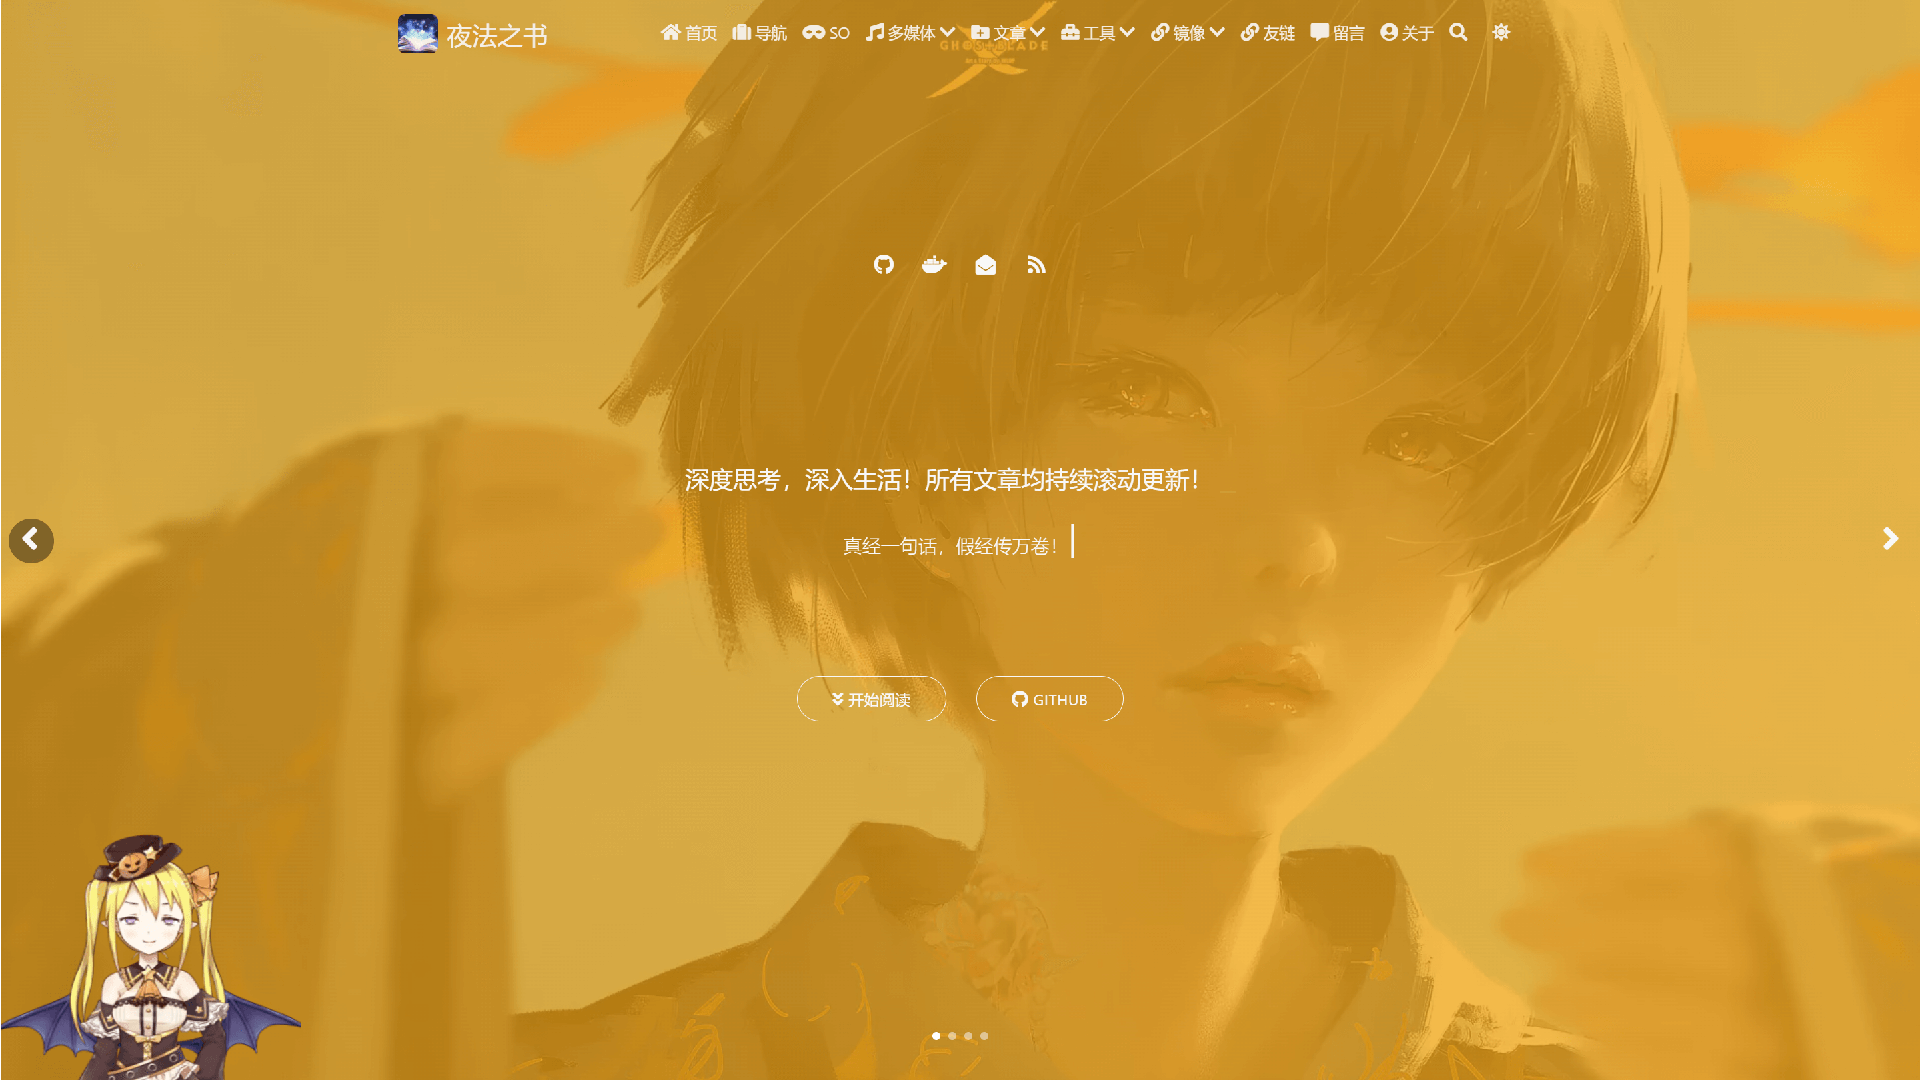 夜法之书
首页 导航 SO 多媒体 文章 工具 镜像 友链 留言 关于
GHOSTBLADE
深度思考，深入生活！所有文章均持续滚动更新！
真经一句话，假经传万卷！
开始阅读 GITHUB